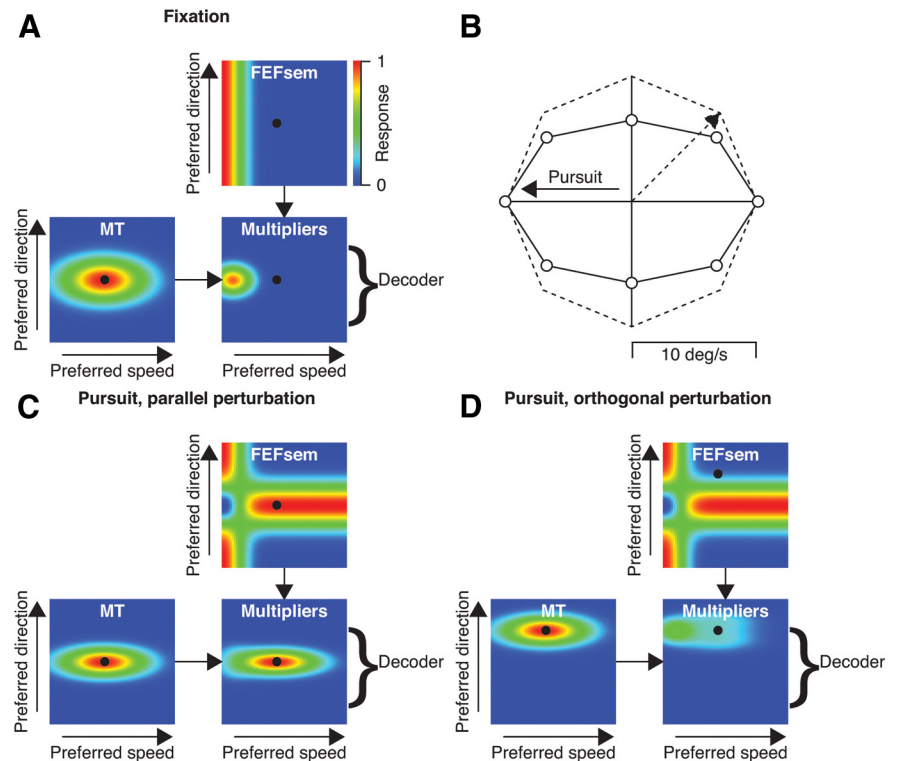 A
Fixation
FEFsem
Preferred direction
1
Response
0
MT
Multipliers
Preferred direction
Decoder
Preferred speed
Preferred speed
B
Pursuit
10 deg/s
C
Pursuit, parallel perturbation
FEFsem
Preferred direction
MT
Multipliers
Preferred direction
Decoder
Preferred speed
Preferred speed
D
Pursuit, orthogonal perturbation
FEFsem
Preferred direction
MT
Multipliers
Preferred direction
Decoder
Preferred speed
Preferred speed